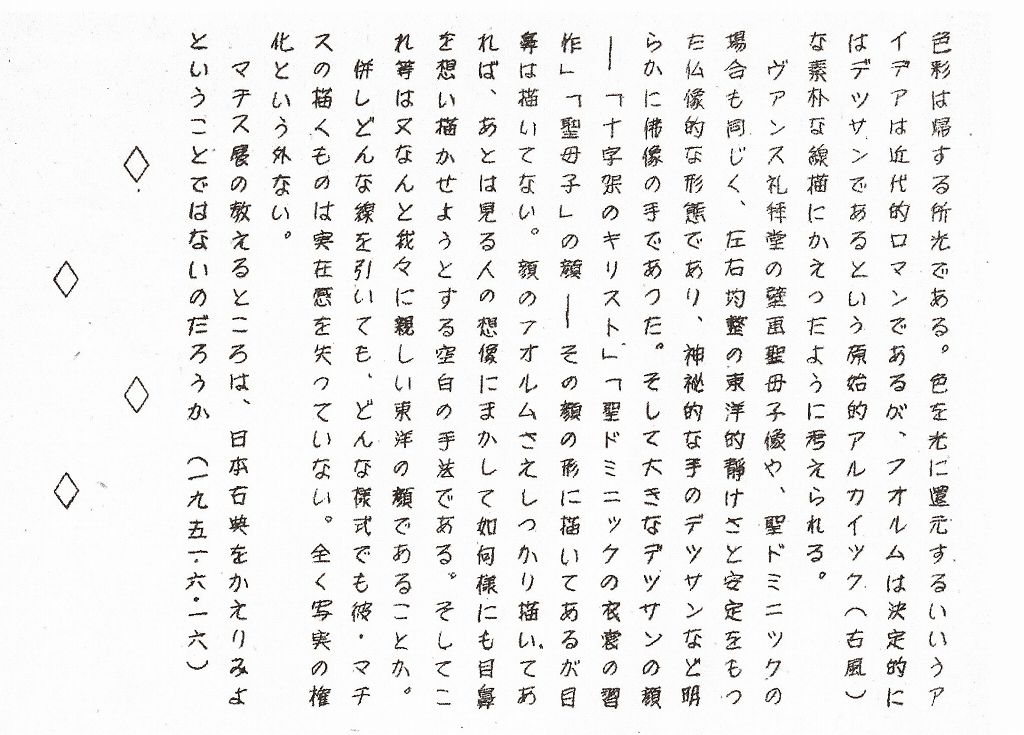 色彩は帰する所光である。色を光に還元するいいうア
イデアは近代的ロマンであるが、フオルムは決定的に
はデツサンであるという原始的アルカイツク（古風）
な素朴な線描にかえつたように考えられる。
ヴァンス礼拝堂の壁画聖母子像や、聖ドミニツクの
場合も同じく、左右均整の東洋的靜けさと安定をもつ
た仏像的な形態であり、神祕的な手のデツサンなど明
らかに佛像の手であつた。そして大きなデツサンの顔
―「十字架のキリスト」「聖ドミニックの衣裳の習
作」「聖母子」の顔―その顔の形に描いてあるが目
鼻は描いてない。顔のフオルムさえしつかり描いてあ
れば、あとは見る人の想像にまかして如何様にも目鼻
を想い描かせようとする空白の手法である。そしてこ
れ等は又なんと我々に親しい東洋の顔であることか。
併しどんな線を引いても、どんな様式でも彼・マチ
スの描くものは実在感を失つていない。全く写実の権
化という外ない。
マチス展の教えるところは、日本古典をかえりみよ
ということではないのだろうか（一九五一・六・一六）